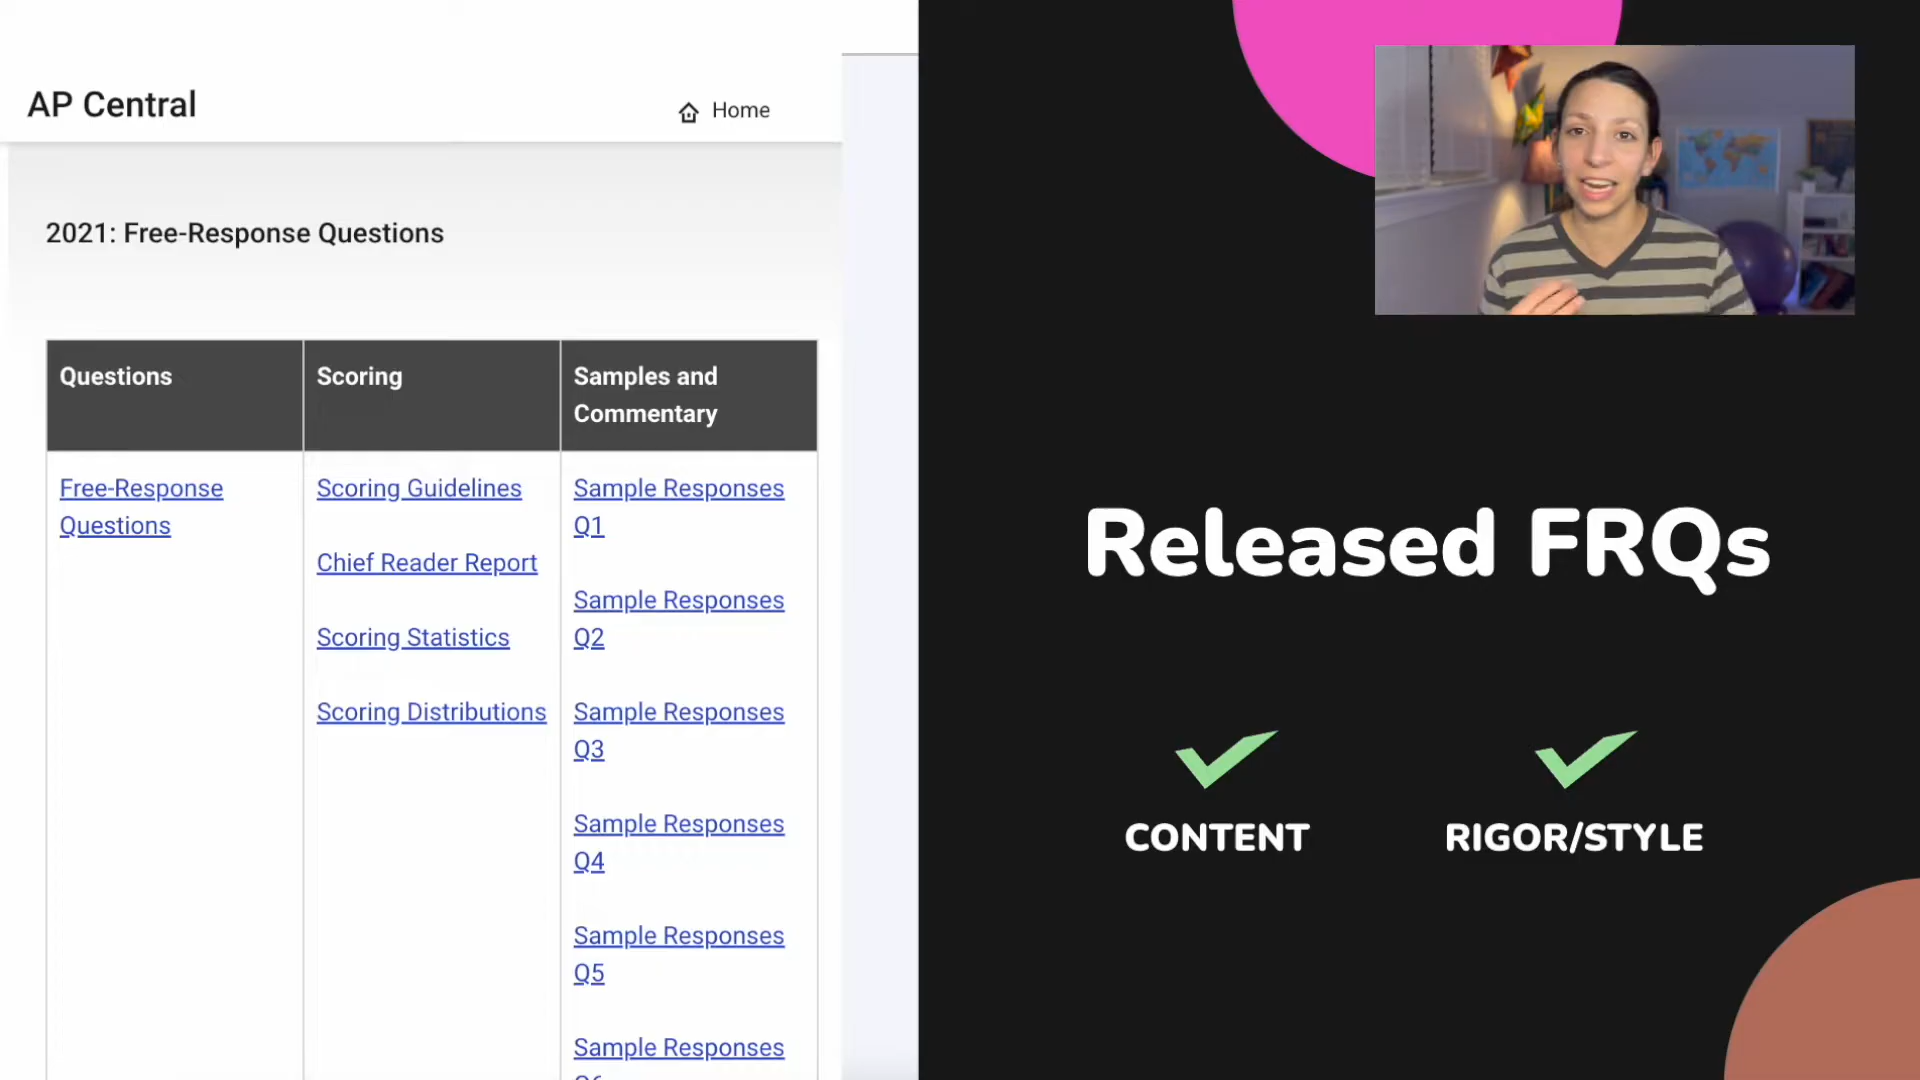 AP Central
Home
2021: Free-Response Questions
Questions
Scoring
Samples and
Commentary
Free-Response
Questions
Scoring Guidelines
Chief Reader Report
Scoring Statistics
Scoring Distributions
Sample Responses
Q1
Sample Responses
Q2
Sample Responses
Q3
Sample Responses
Q4
Sample Responses
Q5
Sample Responses
Released FRQs
CONTENT
RIGOR/STYLE